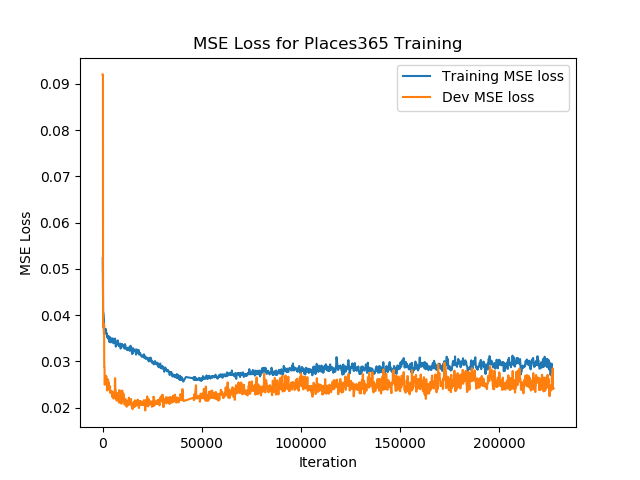 MSE Loss for Places365 Training
Training MSE loss
Dev MSE loss
0.09
0.08
0.07
0.06
0.05
0.04
0.03
0.02
MSE Loss
0 50000 100000 150000 200000
Iteration